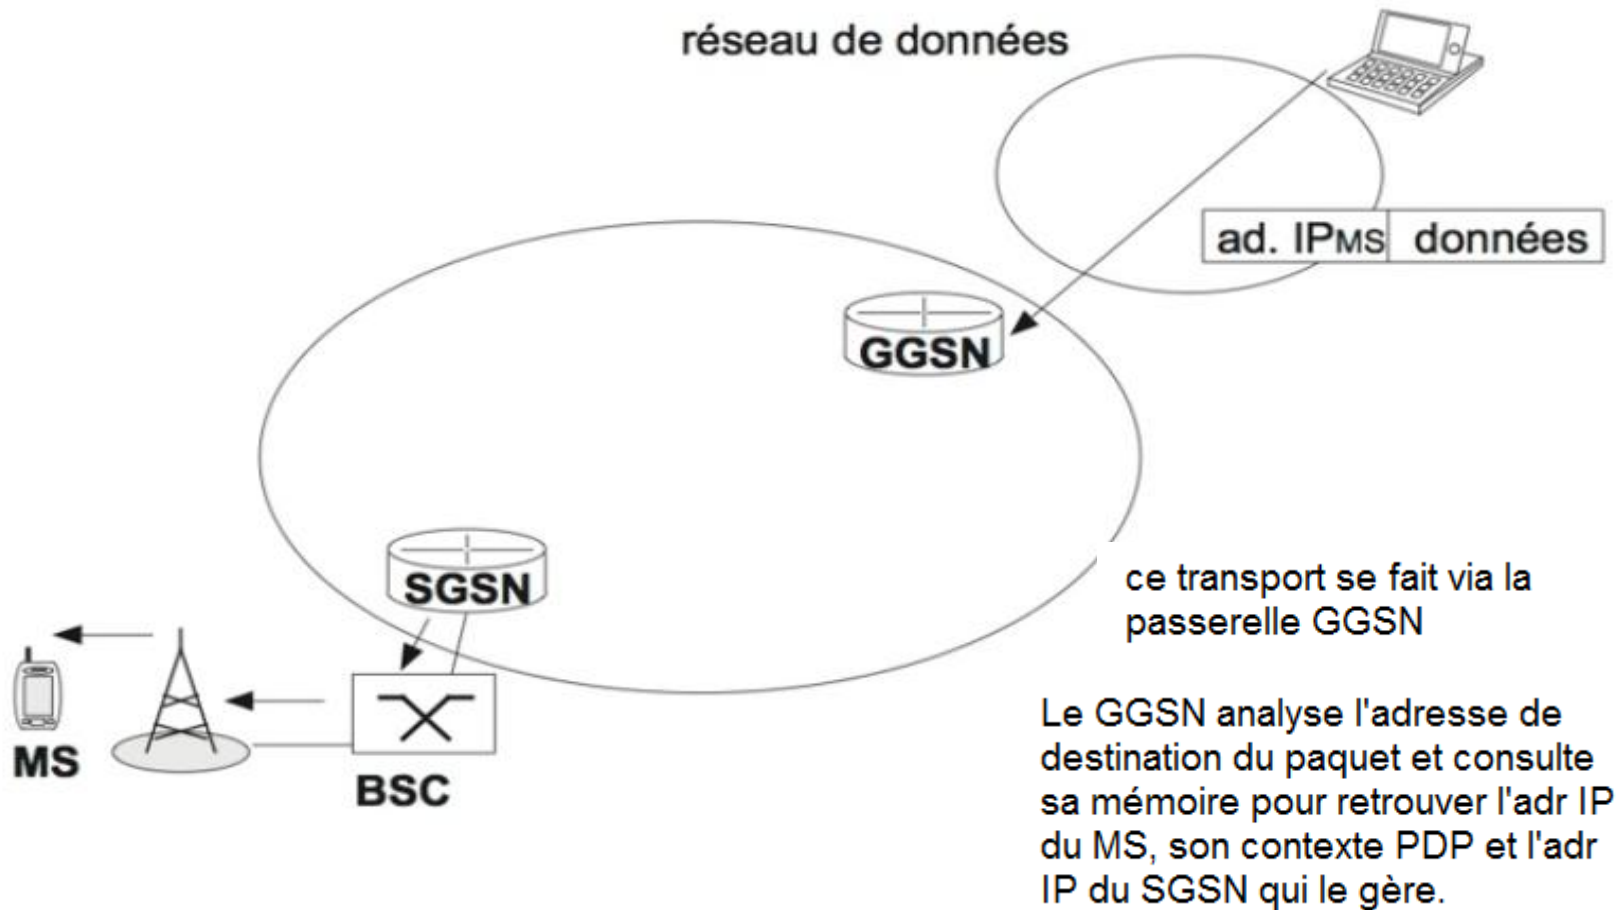 réseau de données
ad. IPMS données
GGSN
SGSN
MS
BSC
ce transport se fait via la
passerelle GGSN
Le GGSN analyse l'adresse de
destination du paquet et consulte
sa mémoire pour retrouver l'adr IP
du MS, son contexte PDP et l'adr
IP du SGSN qui le gère.